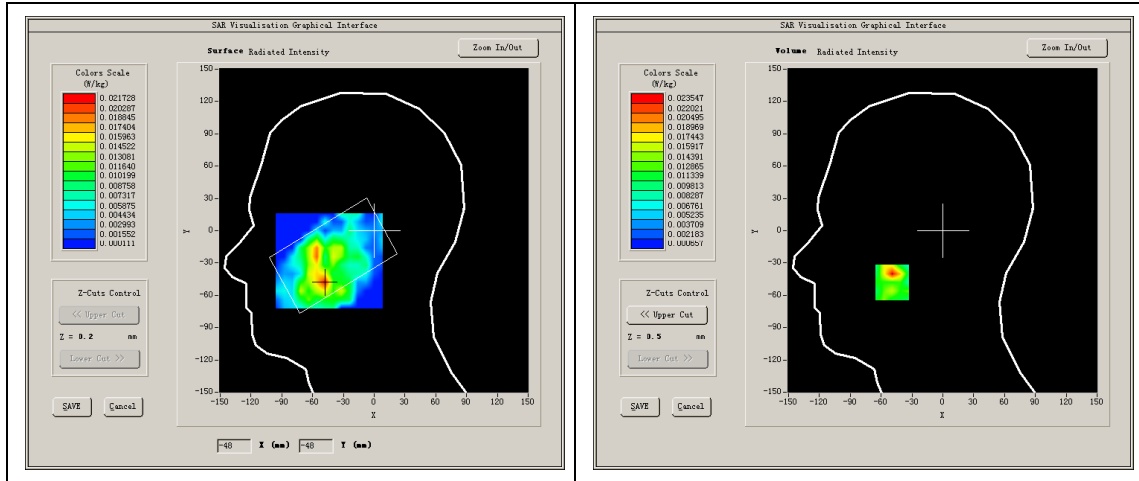 SAR Visualisation Graphical Interface
Surface Radiated Intensity
Zoom In/Out
Colors Scale
(W/kg)
0.021728
0.020287
0.018845
0.017404
0.015963
0.014522
0.013081
0.011640
0.010199
0.008758
0.007317
0.005875
0.004434
0.002993
0.001552
0.000111
150
120
90
60
30
0
-30
-60
-90
-120
-150
Y
-150 -120 -90 -60 -30 0 30 60 90 120 150
X
Z-Cuts Control
<< Upper Cut
Z = 0.2 mm
Lower Cut >>
SAVE Cancel
-48 X (mm) -48 Y (mm)
SAR Visualisation Graphical Interface
Volume Radiated Intensity
Zoom In/Out
Colors Scale
(W/kg)
0.023547
0.022021
0.020495
0.018969
0.017443
0.015917
0.014391
0.012865
0.011339
0.009813
0.008287
0.006761
0.005235
0.003709
0.002183
0.000657
150
120
90
60
30
0
-30
-60
-90
-120
-150
Y
-150 -120 -90 -60 -30 0 30 60 90 120 150
X
Z-Cuts Control
<< Upper Cut
Z = 0.5 mm
Lower Cut >>
SAVE Cancel